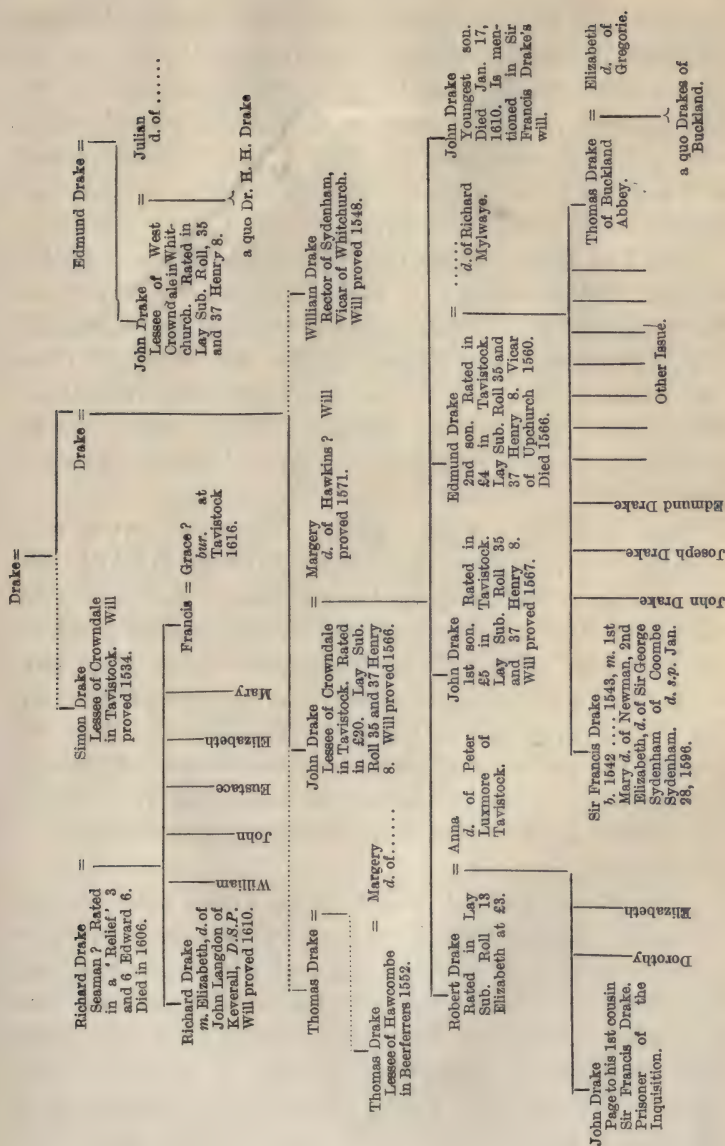 Drake=
Simon Drake
Lessee of Crowndale
in Tavistock. Will
proved 1534.
Drake =
Edmund Drake =
John Drake
Lessee of West
Crowndale in Whit-
church. Rated in
Lay Sub. Roll, 35
and 37 Henry 8.
=
Julian
d. of ......
a quo Dr. H. H. Drake
Richard Drake
Seaman? Rated
in a 'Relief' 3
and 6 Edward 6.
Died in 1606.
=
Richard Drake
m. Elizabeth, d. of
John Langdon of
Keverall, D.S.P.
Will proved 1610.
William
John
Eustace
Elizabeth
Mary
Francis = Grace?
bur. at
Tavistock
1616.
Thomas Drake =
Thomas Drake
Lessee of Hawcombe
in Beerferrers 1552.
= Margery
d. of......
John Drake
Lessee of Crowndale
in Tavistock. Rated
in £20. Lay Sub.
Roll 35 and 37 Henry
8. Will proved 1566.
= Margery
d. of Hawkins? Will
proved 1571.
William Drake
Rector of Sydenham,
Vicar of Whitchurch.
Will proved 1548.
Robert Drake
Rated in Lay
Sub. Roll 13
Elizabeth at £3.
= Anna
d. of Peter
Luxmore of
Tavistock.
John Drake
1st son. Rated in
£5 in Tavistock.
Lay Sub. Roll 35
and 37 Henry 8.
Will proved 1567.
Edmund Drake
2nd son. Rated in
£4 in Tavistock.
Lay Sub. Roll 35 and
37 Henry 8. Vicar
of Upchurch 1560.
Died 1566.
= ......
d. of Richard
Mylwaye.
John Drake
Youngest son.
Died Jan. 17,
1610. Is men-
tioned in Sir
Francis Drake's
will.
John Drake
Page to his 1st cousin
Sir Francis Drake.
Prisoner of the
Inquisition.
Dorothy
Elizabeth
Sir Francis Drake
b. 1542 .... 1543, m. 1st
Mary d. of Newman, 2nd
Elizabeth, d. of Sir George
Sydenham of Coombe
Sydenham. d. s.p. Jan.
28, 1596.
John Drake
Joseph Drake
Edmund Drake
Other Issue.
Thomas Drake
of Buckland
Abbey.
= Elizabeth
d. of
Gregorie.
a quo Drakes of
Buckland.